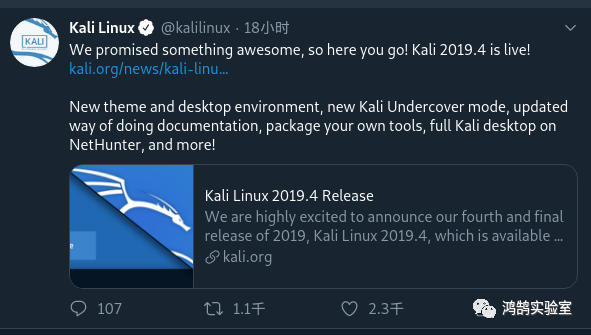 KALI
Kali Linux @kalilinux · 18小时
We promised something awesome, so here you go! Kali 2019.4 is live!
kali.org/news/kali-linu...
New theme and desktop environment, new Kali Undercover mode, updated
way of doing documentation, package your own tools, full Kali desktop on
NetHunter, and more!
e
Kali Linux 2019.4 Release
We are highly excited to announce our fourth and final
release of 2019, Kali Linux 2019.4, which is available ...
kali.org
107 1.1千 2.3千
鸿鹄实验室